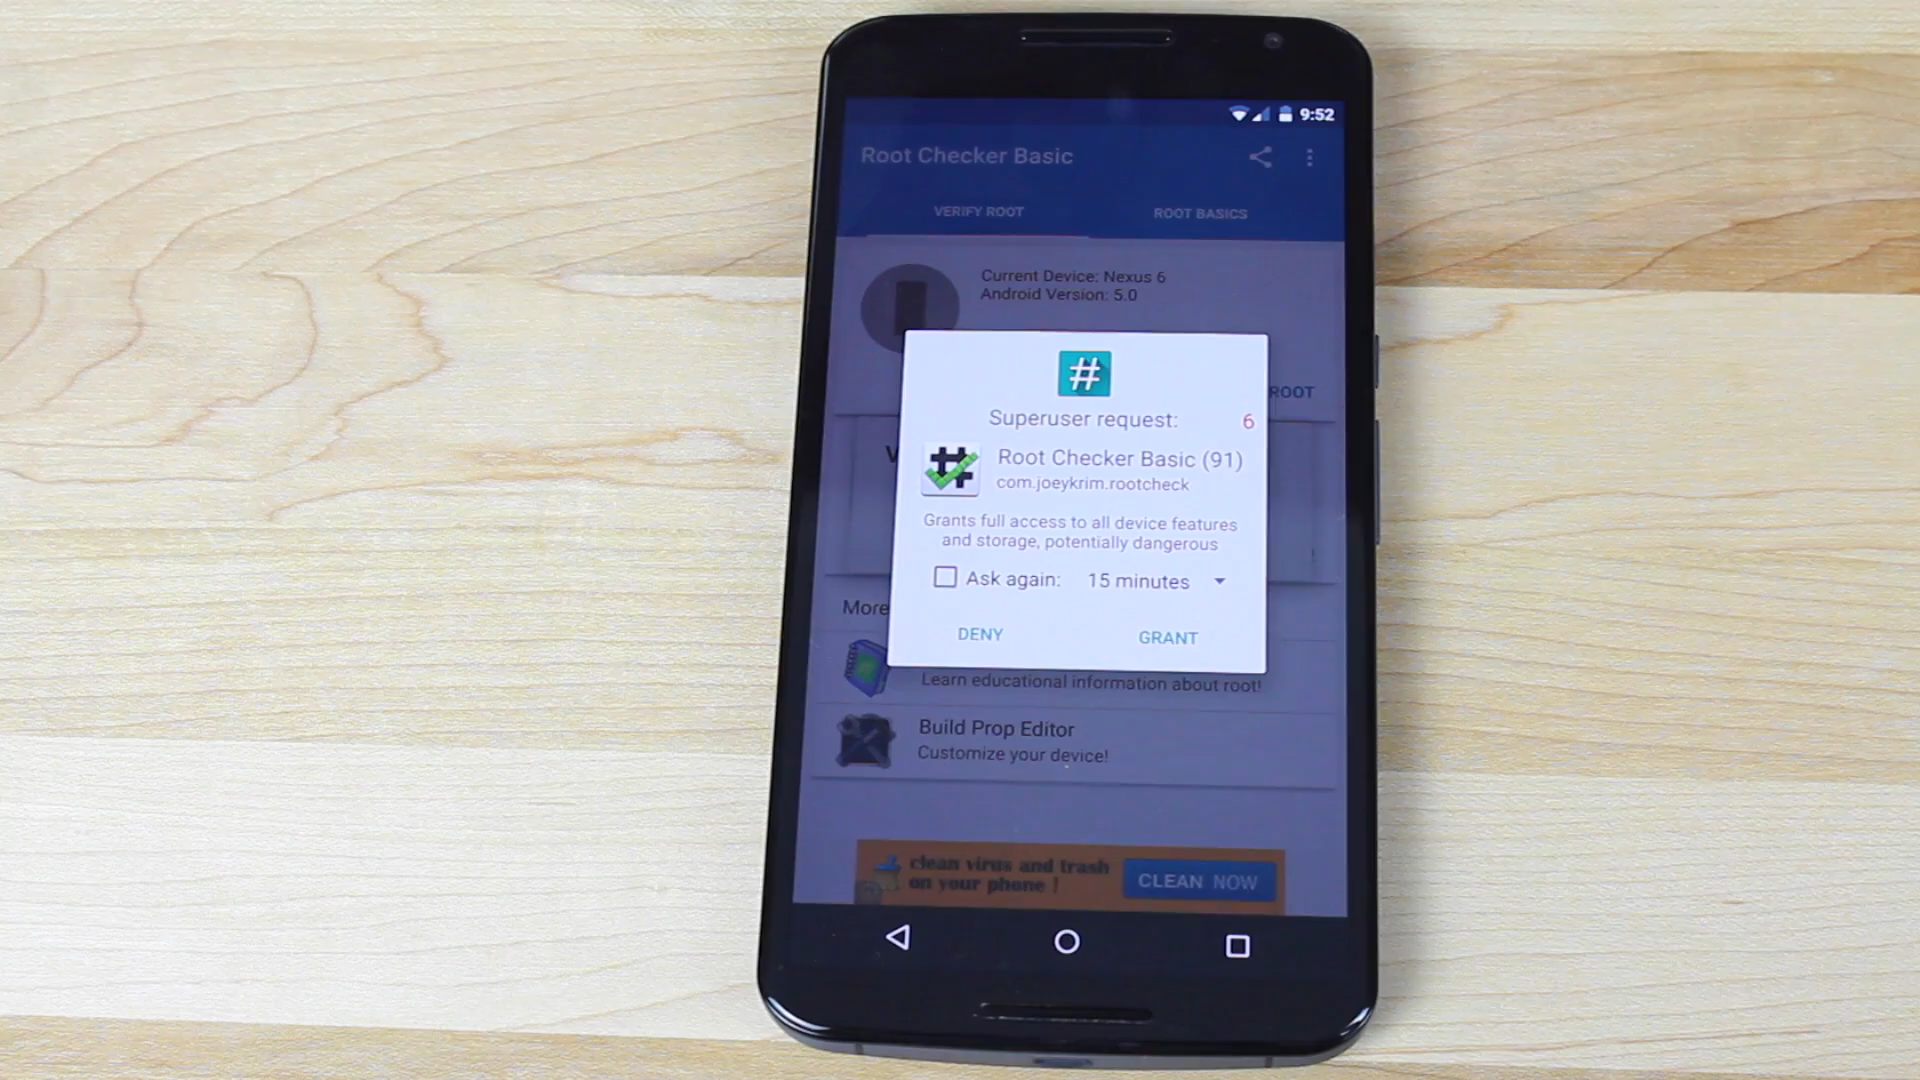 9:52
Root Checker Basic
VERIFY ROOT
ROOT BASICS
Current Device: Nexus 6
Android Version: 5.0
ROOT
#
Superuser request:
6
Root Checker Basic (91)
com.joeykrim.rootcheck
Grants full access to all device features
and storage, potentially dangerous
Ask again:
15 minutes
DENY
GRANT
More
Learn educational information about root!
Build Prop Editor
Customize your device!
clean virus and trash
on your phone !
CLEAN NOW